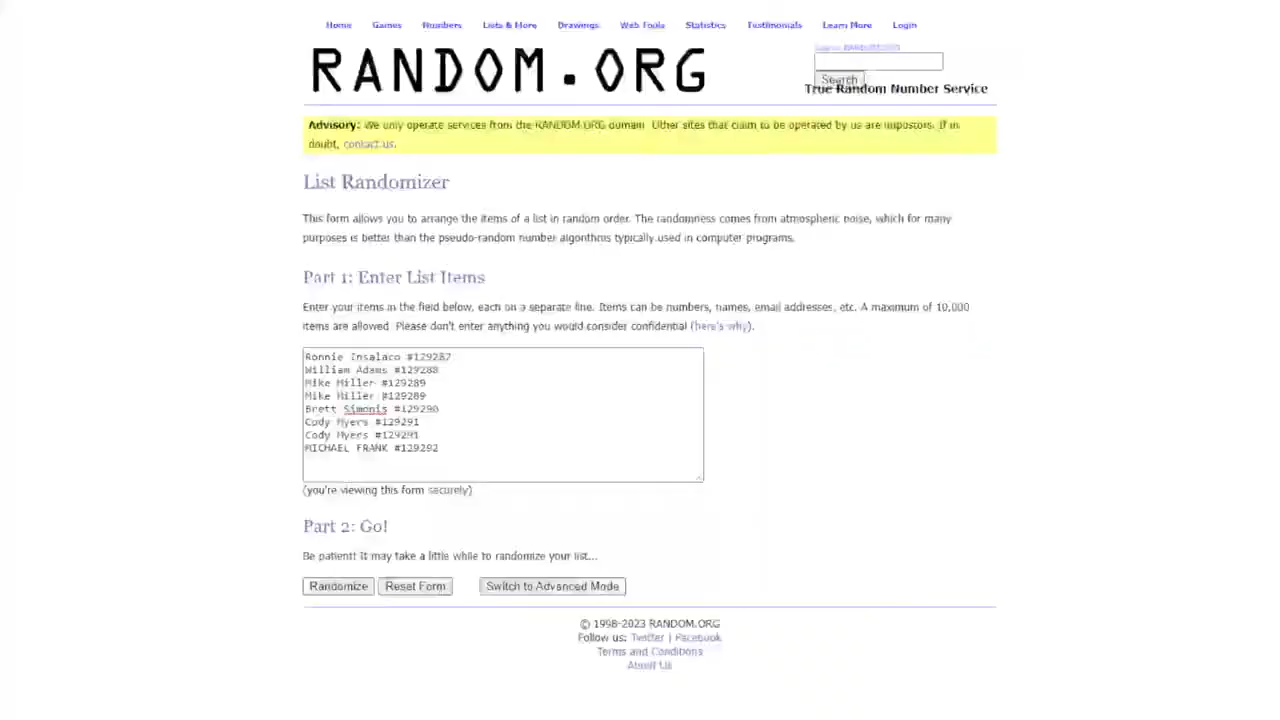 Home Games Numbers Lists & More Drawings Web Tools Statistics Testimonials Learn More Login
RANDOM.ORG
Search RANDOM.ORG
Search
True Random Number Service
Advisory: We only operate services from the RANDOM.ORG domain. Other sites that claim to be operated by us are impostors. If in
doubt, contact us.
List Randomizer
This form allows you to arrange the items of a list in random order. The randomness comes from atmospheric noise, which for many
purposes is better than the pseudo-random number algorithms typically used in computer programs.
Part 1: Enter List Items
Enter your items in the field below, each on a separate line. Items can be numbers, names, email addresses, etc. A maximum of 10,000
items are allowed. Please don't enter anything you would consider confidential (here's why).
Ronnie Insalaco #129287
William Adams #129288
Mike Miller #129289
Mike Miller #129289
Brett Simonis #129290
Cody Myers #129291
Cody Myers #129291
MICHAEL FRANK #129292
(you're viewing this form securely)
Part 2: Go!
Be patient! It may take a little while to randomize your list...
Randomize Reset Form Switch to Advanced Mode
© 1998-2023 RANDOM.ORG
Follow us: Twitter | Facebook
Terms and Conditions
About Us